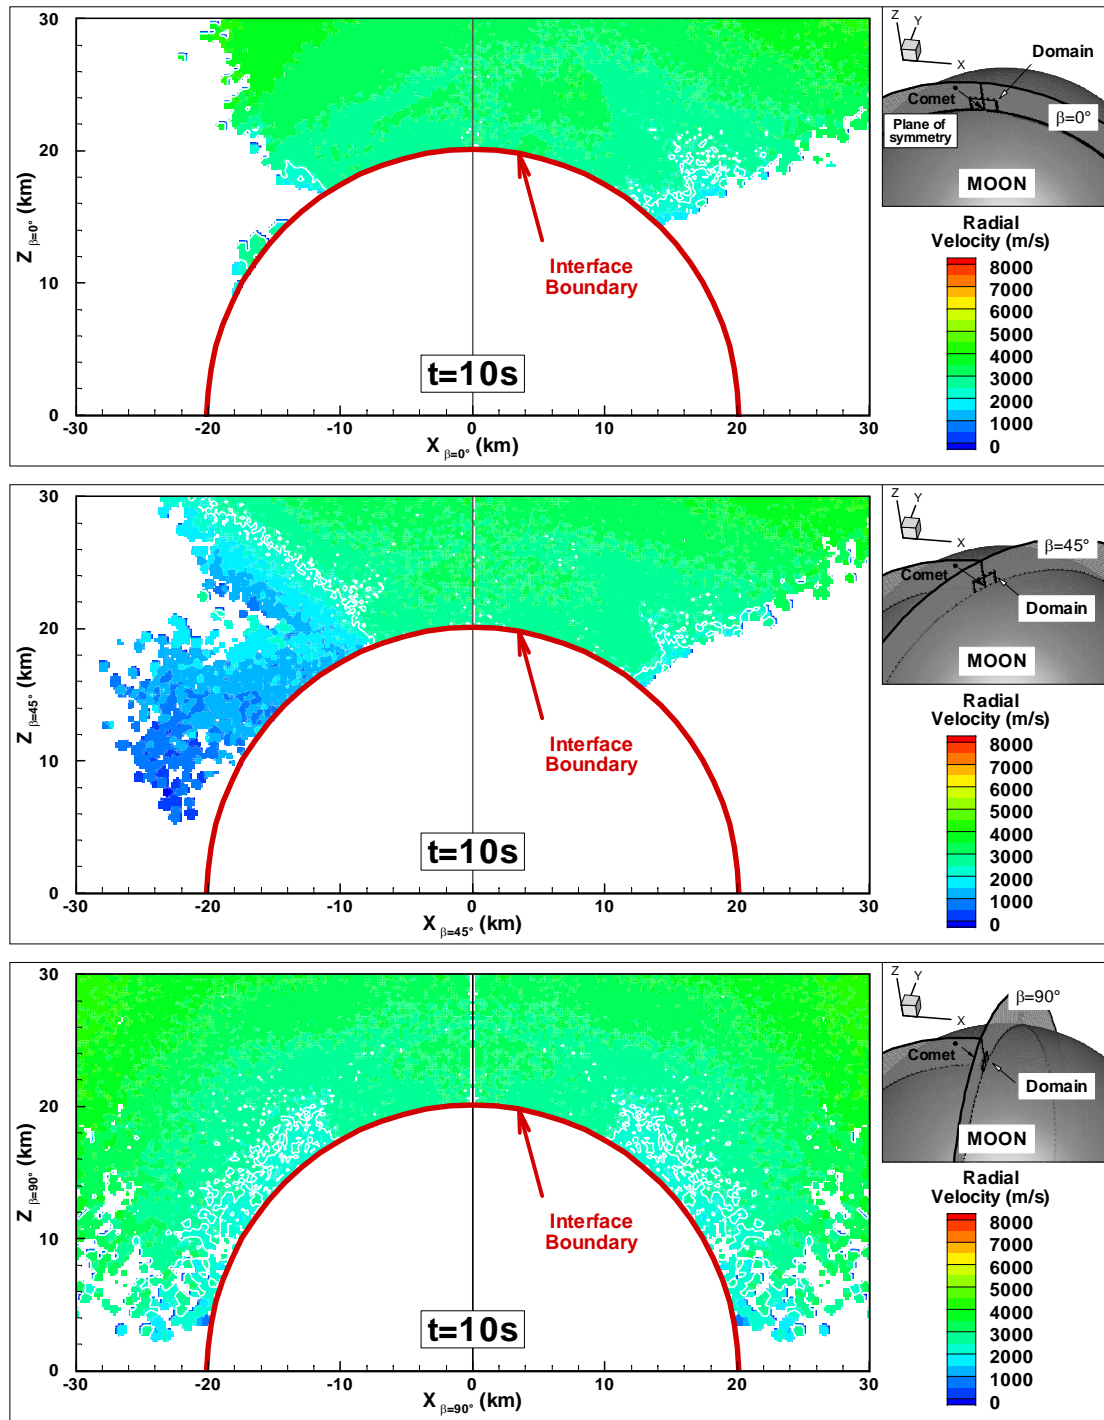 30
20
10
0
Z β=0° (km)
-30 -20 -10 0 10 20 30
X β=0° (km)
Interface
Boundary
t=10s
Z
Y
X
Domain
Comet
β=0°
Plane of
symmetry
MOON
Radial
Velocity (m/s)
8000
7000
6000
5000
4000
3000
2000
1000
0
30
20
10
0
Z β=45° (km)
-30 -20 -10 0 10 20 30
X β=45° (km)
Interface
Boundary
t=10s
Z
Y
X
β=45°
Comet
Domain
MOON
Radial
Velocity (m/s)
8000
7000
6000
5000
4000
3000
2000
1000
0
30
20
10
0
Z β=90° (km)
-30 -20 -10 0 10 20 30
X β=90° (km)
Interface
Boundary
t=10s
Z
Y
X
β=90°
Comet
Domain
MOON
Radial
Velocity (m/s)
8000
7000
6000
5000
4000
3000
2000
1000
0